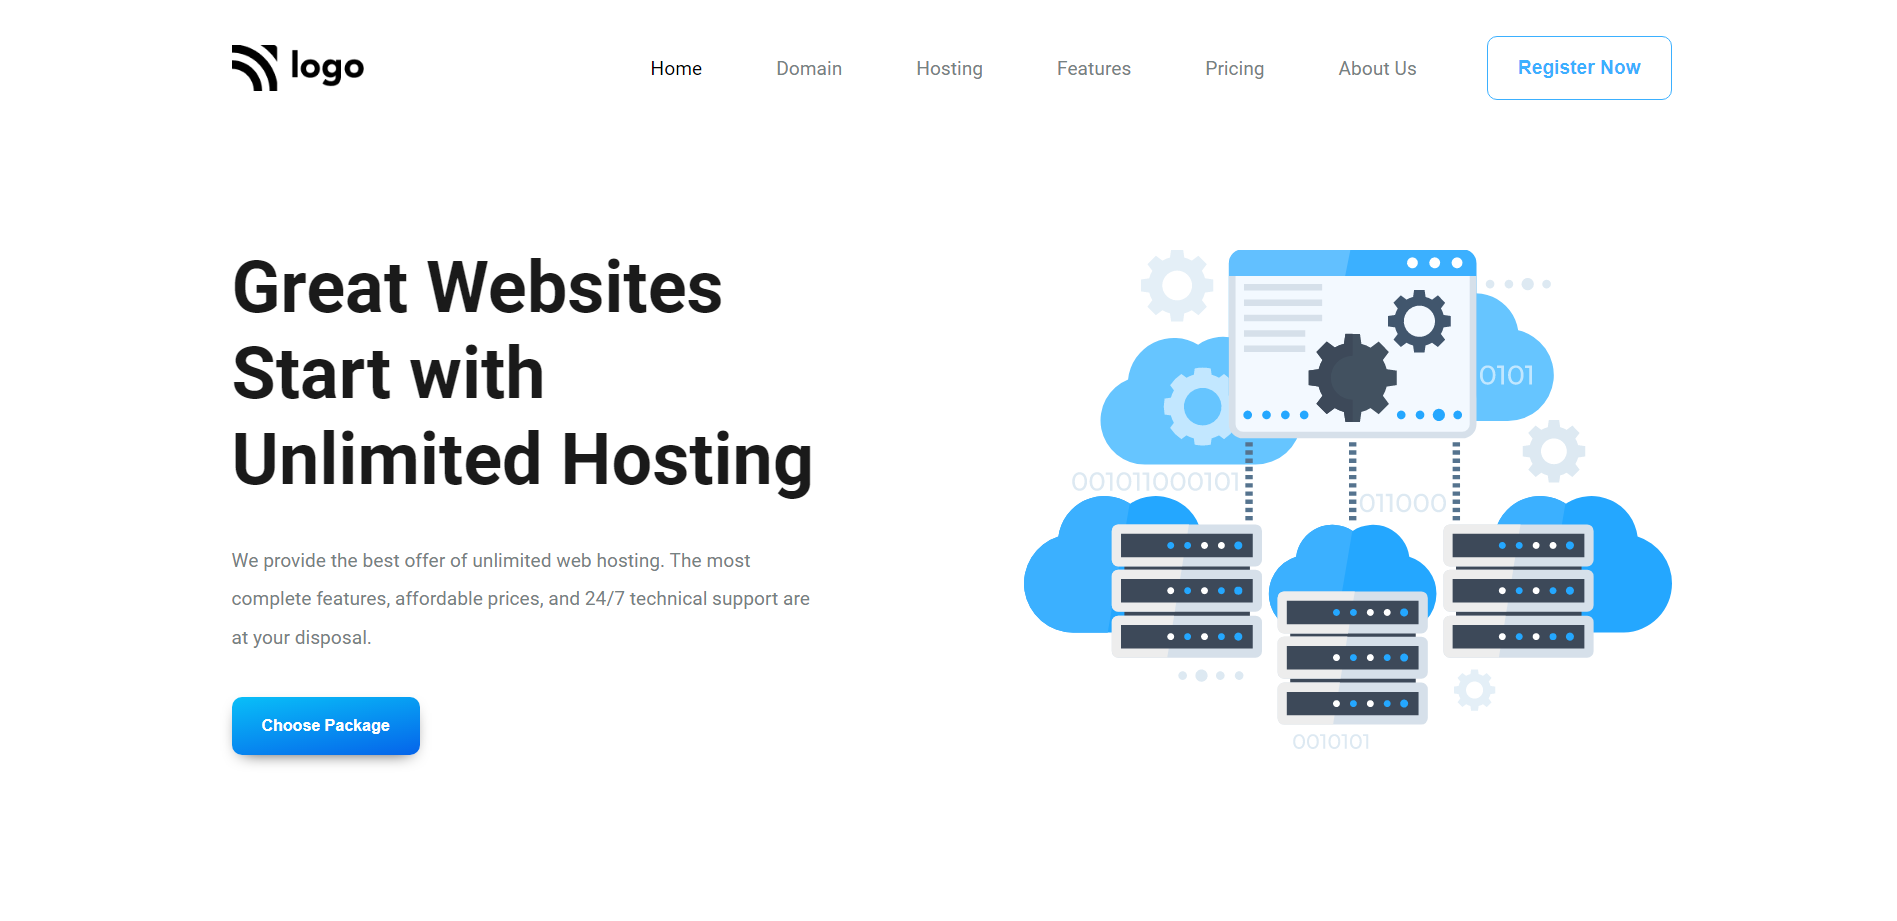 logo
Home Domain Hosting Features Pricing About Us Register Now
Great Websites
Start with
Unlimited Hosting
We provide the best offer of unlimited web hosting. The most
complete features, affordable prices, and 24/7 technical support are
at your disposal.
Choose Package
0101
001011000101
011000
0010101